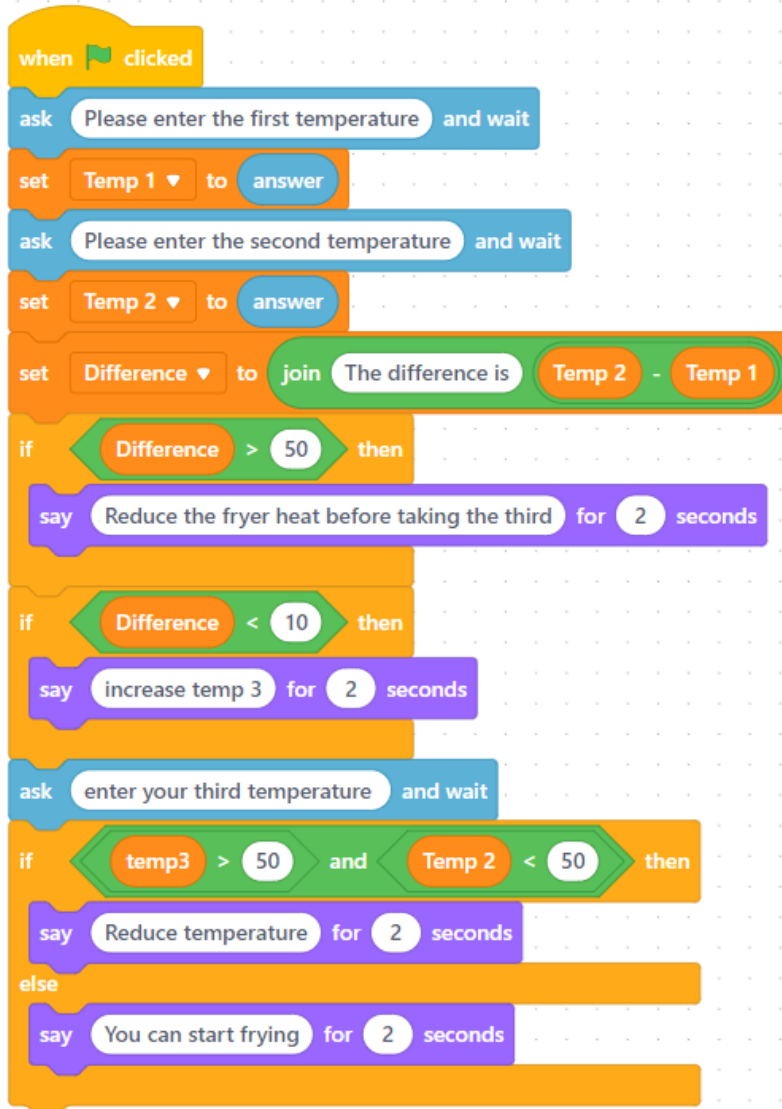 when clicked
ask Please enter the first temperature and wait
set Temp 1 to answer
ask Please enter the second temperature and wait
set Temp 2 to answer
set Difference to join The difference is Temp 2 - Temp 1
if Difference > 50 then
say Reduce the fryer heat before taking the third for 2 seconds
if Difference < 10 then
say increase temp 3 for 2 seconds
ask enter your third temperature and wait
if temp3 > 50 and Temp 2 < 50 then
say Reduce temperature for 2 seconds
else
say You can start frying for 2 seconds